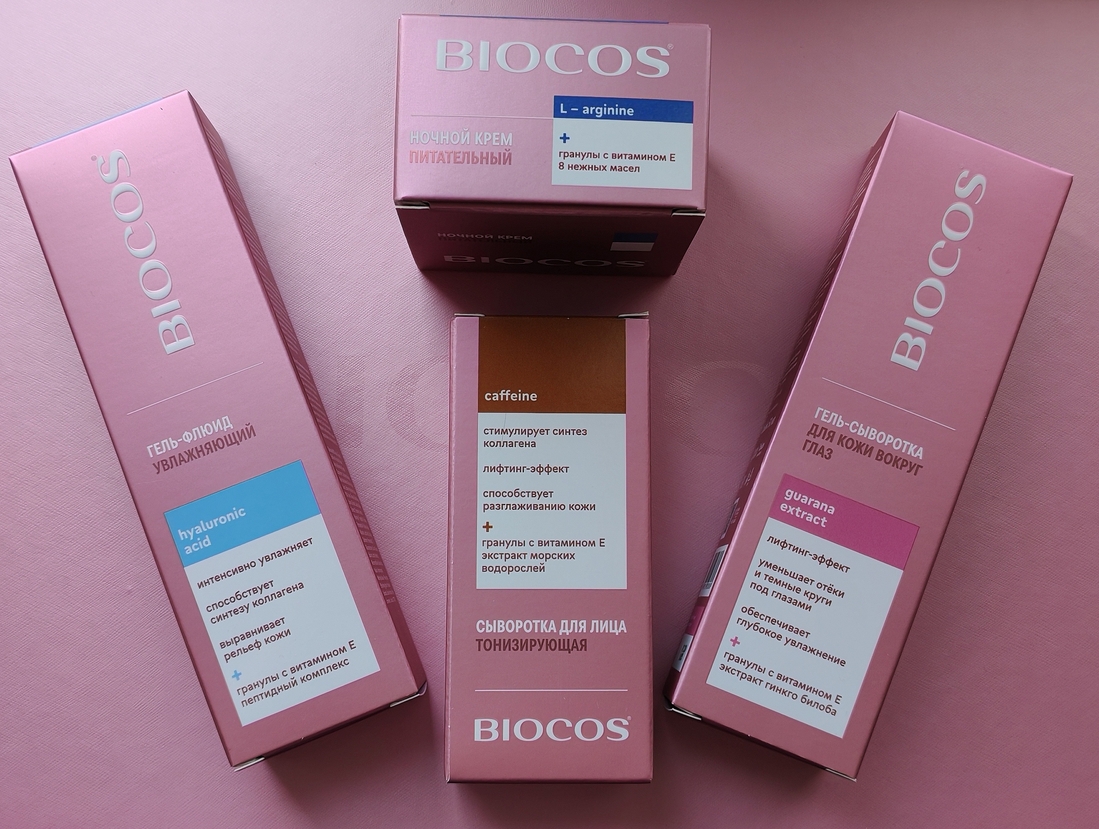 BIOCOS
L – arginine
+
гранулы с витамином Е
8 нежных масел
НОЧНОЙ КРЕМ
ПИТАТЕЛЬНЫЙ
НОЧНОЙ КРЕМ
BIOCOS
BIOCOS
ГЕЛЬ-ФЛЮИД
УВЛАЖНЯЮЩИЙ
hyaluronic
acid
интенсивно увлажняет
способствует
синтезу коллагена
выравнивает
рельеф кожи
+
гранулы с витамином Е
пептидный комплекс
caffeine
стимулирует синтез
коллагена
лифтинг-эффект
способствует
разглаживанию кожи
+
гранулы с витамином Е
экстракт морских
водорослей
СЫВОРОТКА ДЛЯ ЛИЦА
ТОНИЗИРУЮЩАЯ
BIOCOS
BIOCOS
ГЕЛЬ-СЫВОРОТКА
ДЛЯ КОЖИ ВОКРУГ
ГЛАЗ
guarana
extract
лифтинг-эффект
уменьшает отёки
и темные круги
под глазами
обеспечивает
глубокое увлажнение
+
гранулы с витамином Е
экстракт гинкго билоба